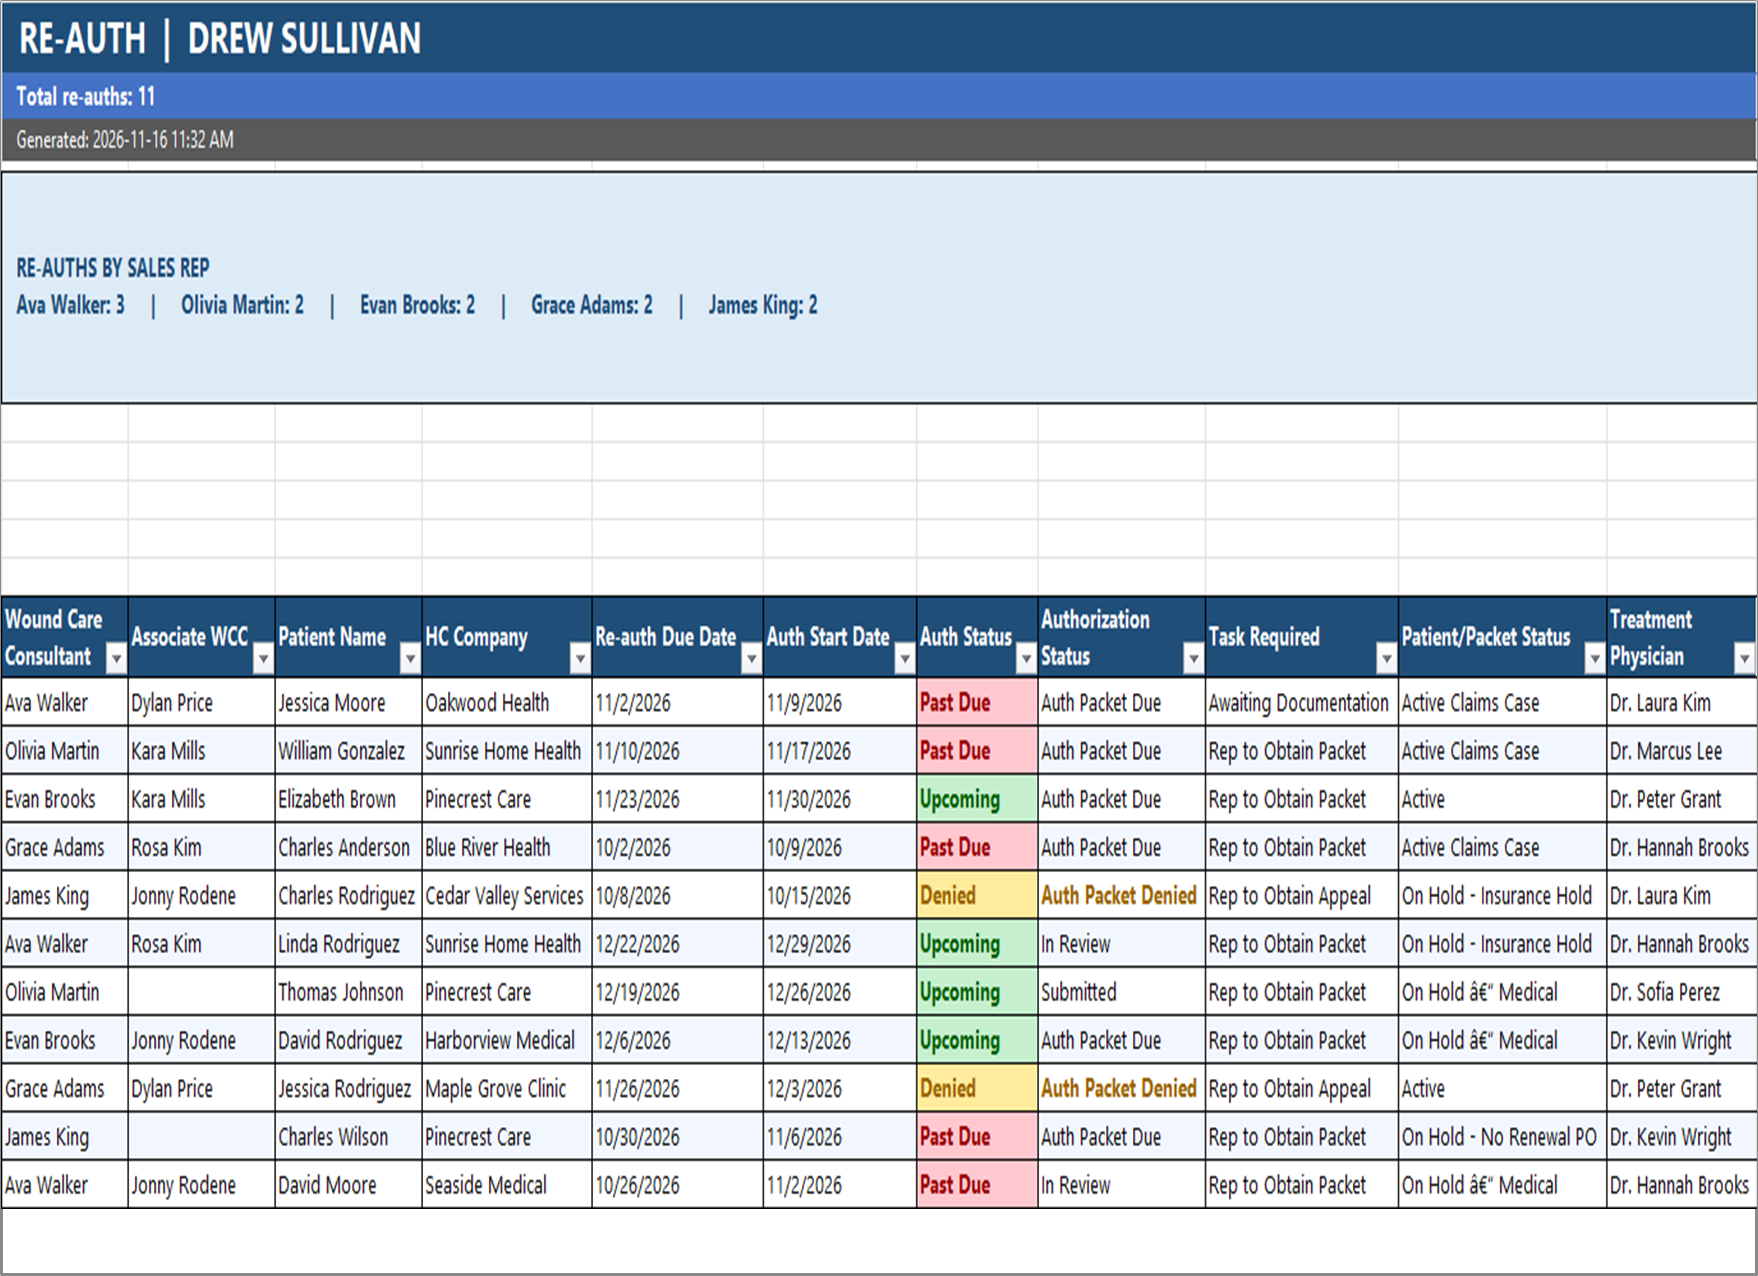 RE-AUTH | DREW SULLIVAN
Total re-auths: 11
Generated: 2026-11-16 11:32 AM
RE-AUTHS BY SALES REP
Ava Walker: 3 | Olivia Martin: 2 | Evan Brooks: 2 | Grace Adams: 2 | James King: 2
Wound Care Consultant Associate WCC Patient Name HC Company Re-auth Due Date Auth Start Date Auth Status Authorization Status Task Required Patient/Packet Status Treatment Physician
Ava Walker Dylan Price Jessica Moore Oakwood Health 11/2/2026 11/9/2026 Past Due Auth Packet Due Awaiting Documentation Active Claims Case Dr. Laura Kim
Olivia Martin Kara Mills William Gonzalez Sunrise Home Health 11/10/2026 11/17/2026 Past Due Auth Packet Due Rep to Obtain Packet Active Claims Case Dr. Marcus Lee
Evan Brooks Kara Mills Elizabeth Brown Pinecrest Care 11/23/2026 11/30/2026 Upcoming Auth Packet Due Rep to Obtain Packet Active Dr. Peter Grant
Grace Adams Rosa Kim Charles Anderson Blue River Health 10/2/2026 10/9/2026 Past Due Auth Packet Due Rep to Obtain Packet Active Claims Case Dr. Hannah Brooks
James King Jonny Rodene Charles Rodriguez Cedar Valley Services 10/8/2026 10/15/2026 Denied Auth Packet Denied Rep to Obtain Appeal On Hold - Insurance Hold Dr. Laura Kim
Ava Walker Rosa Kim Linda Rodriguez Sunrise Home Health 12/22/2026 12/29/2026 Upcoming In Review Rep to Obtain Packet On Hold - Insurance Hold Dr. Hannah Brooks
Olivia Martin Thomas Johnson Pinecrest Care 12/19/2026 12/26/2026 Upcoming Submitted Rep to Obtain Packet On Hold â€“ Medical Dr. Sofia Perez
Evan Brooks Jonny Rodene David Rodriguez Harborview Medical 12/6/2026 12/13/2026 Upcoming Auth Packet Due Rep to Obtain Packet On Hold â€“ Medical Dr. Kevin Wright
Grace Adams Dylan Price Jessica Rodriguez Maple Grove Clinic 11/26/2026 12/3/2026 Denied Auth Packet Denied Rep to Obtain Appeal Active Dr. Peter Grant
James King Charles Wilson Pinecrest Care 10/30/2026 11/6/2026 Past Due Auth Packet Due Rep to Obtain Packet On Hold - No Renewal PO Dr. Kevin Wright
Ava Walker Jonny Rodene David Moore Seaside Medical 10/26/2026 11/2/2026 Past Due In Review Rep to Obtain Packet On Hold â€“ Medical Dr. Hannah Brooks